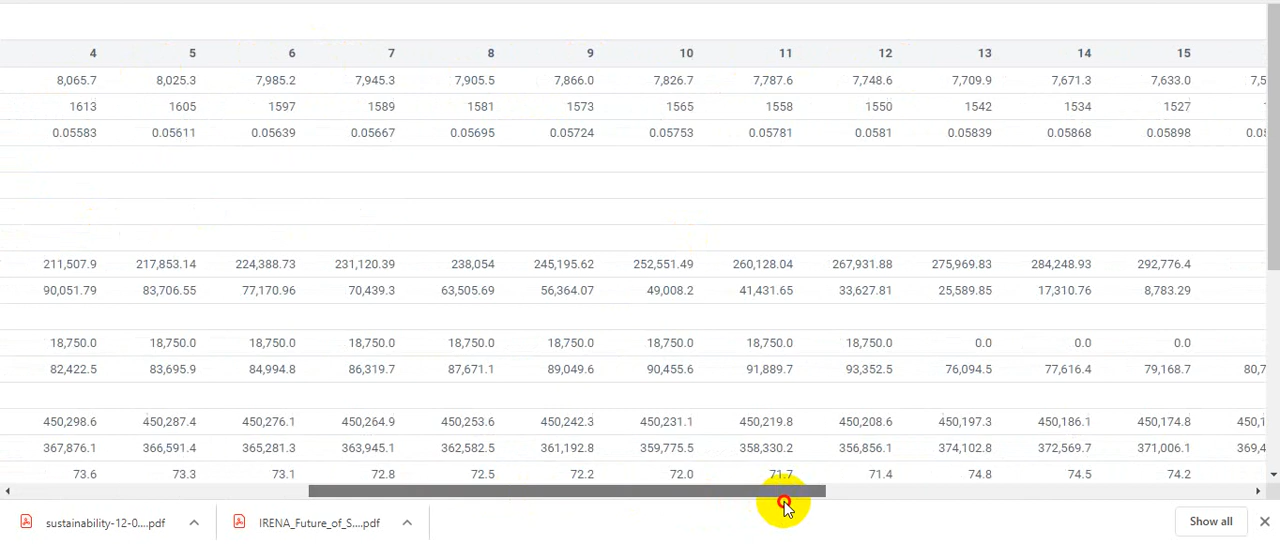 4 5 6 7 8 9 10 11 12 13 14 15
8,065.7 8,025.3 7,985.2 7,945.3 7,905.5 7,866.0 7,826.7 7,787.6 7,748.6 7,709.9 7,671.3 7,633.0 7,5
1613 1605 1597 1589 1581 1573 1565 1558 1550 1542 1534 1527
0.05583 0.05611 0.05639 0.05667 0.05695 0.05724 0.05753 0.05781 0.0581 0.05839 0.05868 0.05898
211,507.9 217,853.14 224,388.73 231,120.39 238,054 245,195.62 252,551.49 260,128.04 267,931.88 275,969.83 284,248.93 292,776.4
90,051.79 83,706.55 77,170.96 70,439.3 63,505.69 56,364.07 49,008.2 41,431.65 33,627.81 25,589.85 17,310.76 8,783.29
18,750.0 18,750.0 18,750.0 18,750.0 18,750.0 18,750.0 18,750.0 18,750.0 18,750.0 0.0 0.0 0.0
82,422.5 83,695.9 84,994.8 86,319.7 87,671.1 89,049.6 90,455.6 91,889.7 93,352.5 76,094.5 77,616.4 79,168.7 80,7
450,298.6 450,287.4 450,276.1 450,264.9 450,253.6 450,242.3 450,231.1 450,219.8 450,208.6 450,197.3 450,186.1 450,174.8 450,1
367,876.1 366,591.4 365,281.3 363,945.1 362,582.5 361,192.8 359,775.5 358,330.2 356,856.1 374,102.8 372,569.7 371,006.1 369,4
73.6 73.3 73.1 72.8 72.5 72.2 72.0 71.7 71.4 74.8 74.5 74.2
sustainability-12-0....pdf IRENA_Future_of_S....pdf Show all